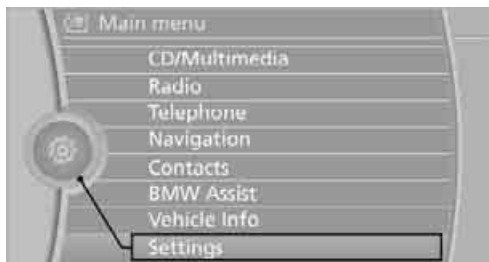 Main menu
CD/Multimedia
Radio
Telephone
Navigation
Contacts
BMW Assist
Vehicle Info
Settings